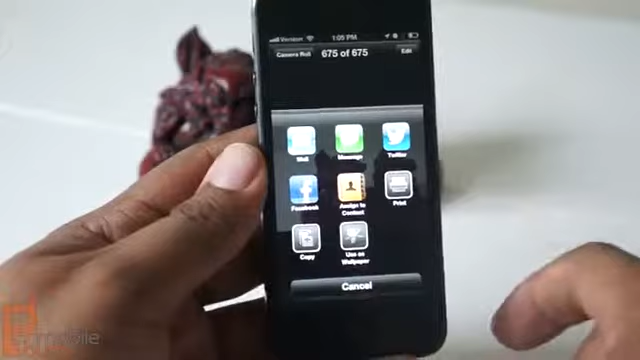 Verizon 1:05 PM
Camera Roll 675 of 675 Edit
Mail Message Twitter
Facebook Assign to Contact Print
Copy Use as Wallpaper
Cancel
mobile